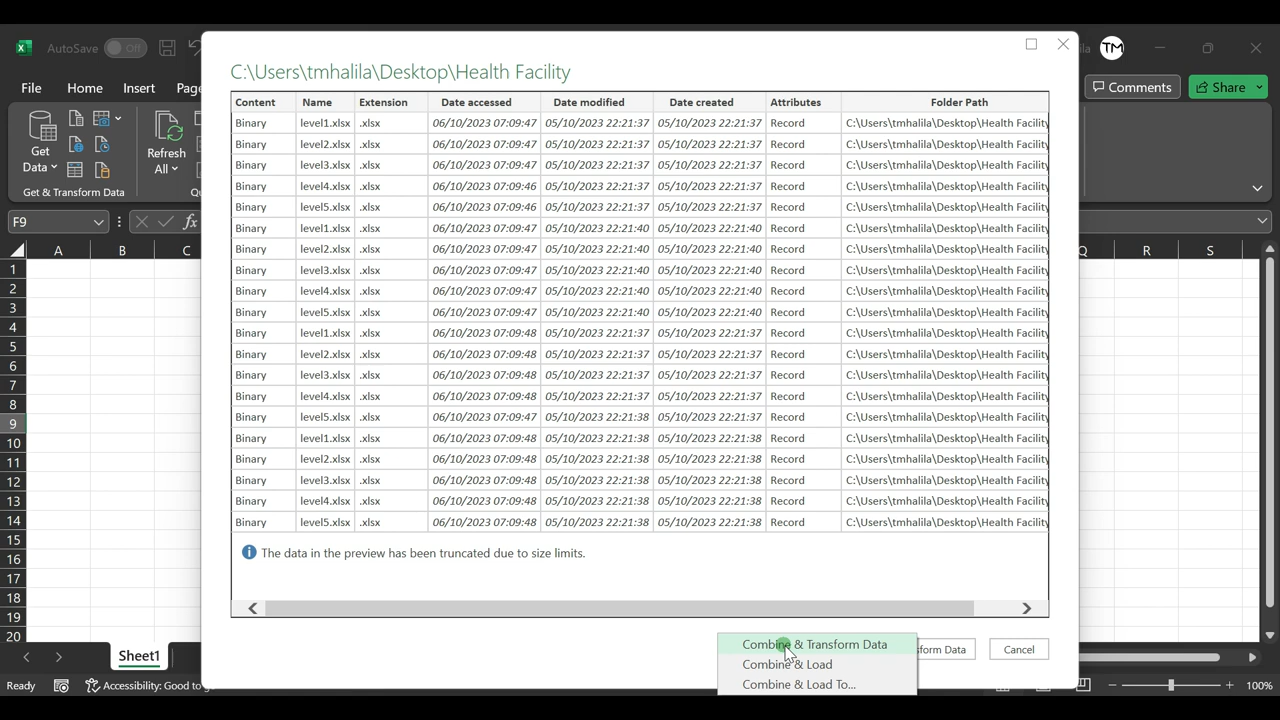 AutoSave Off ila TM
File Home Insert Comments Share
Get Data Refresh All
Get & Transform Data
F9 fx
A B C R S
1
2
3
4
5
6
7
8
9
10
11
12
13
14
15
16
17
18
19
20
C:\Users\tmhalila\Desktop\Health Facility
Content Name Extension Date accessed Date modified Date created Attributes Folder Path
Binary level1.xlsx .xlsx 06/10/2023 07:09:47 05/10/2023 22:21:37 05/10/2023 22:21:37 Record C:\Users\tmhalila\Desktop\Health Facility
Binary level2.xlsx .xlsx 06/10/2023 07:09:47 05/10/2023 22:21:37 05/10/2023 22:21:37 Record C:\Users\tmhalila\Desktop\Health Facility
Binary level3.xlsx .xlsx 06/10/2023 07:09:47 05/10/2023 22:21:37 05/10/2023 22:21:37 Record C:\Users\tmhalila\Desktop\Health Facility
Binary level4.xlsx .xlsx 06/10/2023 07:09:46 05/10/2023 22:21:37 05/10/2023 22:21:37 Record C:\Users\tmhalila\Desktop\Health Facility
Binary level5.xlsx .xlsx 06/10/2023 07:09:46 05/10/2023 22:21:37 05/10/2023 22:21:37 Record C:\Users\tmhalila\Desktop\Health Facility
Binary level1.xlsx .xlsx 06/10/2023 07:09:47 05/10/2023 22:21:40 05/10/2023 22:21:40 Record C:\Users\tmhalila\Desktop\Health Facility
Binary level2.xlsx .xlsx 06/10/2023 07:09:47 05/10/2023 22:21:40 05/10/2023 22:21:40 Record C:\Users\tmhalila\Desktop\Health Facility
Binary level3.xlsx .xlsx 06/10/2023 07:09:47 05/10/2023 22:21:40 05/10/2023 22:21:40 Record C:\Users\tmhalila\Desktop\Health Facility
Binary level4.xlsx .xlsx 06/10/2023 07:09:47 05/10/2023 22:21:40 05/10/2023 22:21:40 Record C:\Users\tmhalila\Desktop\Health Facility
Binary level5.xlsx .xlsx 06/10/2023 07:09:47 05/10/2023 22:21:40 05/10/2023 22:21:40 Record C:\Users\tmhalila\Desktop\Health Facility
Binary level1.xlsx .xlsx 06/10/2023 07:09:48 05/10/2023 22:21:37 05/10/2023 22:21:37 Record C:\Users\tmhalila\Desktop\Health Facility
Binary level2.xlsx .xlsx 06/10/2023 07:09:48 05/10/2023 22:21:37 05/10/2023 22:21:37 Record C:\Users\tmhalila\Desktop\Health Facility
Binary level3.xlsx .xlsx 06/10/2023 07:09:48 05/10/2023 22:21:37 05/10/2023 22:21:37 Record C:\Users\tmhalila\Desktop\Health Facility
Binary level4.xlsx .xlsx 06/10/2023 07:09:48 05/10/2023 22:21:37 05/10/2023 22:21:37 Record C:\Users\tmhalila\Desktop\Health Facility
Binary level5.xlsx .xlsx 06/10/2023 07:09:47 05/10/2023 22:21:38 05/10/2023 22:21:37 Record C:\Users\tmhalila\Desktop\Health Facility
Binary level1.xlsx .xlsx 06/10/2023 07:09:48 05/10/2023 22:21:38 05/10/2023 22:21:38 Record C:\Users\tmhalila\Desktop\Health Facility
Binary level2.xlsx .xlsx 06/10/2023 07:09:48 05/10/2023 22:21:38 05/10/2023 22:21:38 Record C:\Users\tmhalila\Desktop\Health Facility
Binary level3.xlsx .xlsx 06/10/2023 07:09:48 05/10/2023 22:21:38 05/10/2023 22:21:38 Record C:\Users\tmhalila\Desktop\Health Facility
Binary level4.xlsx .xlsx 06/10/2023 07:09:48 05/10/2023 22:21:38 05/10/2023 22:21:38 Record C:\Users\tmhalila\Desktop\Health Facility
Binary level5.xlsx .xlsx 06/10/2023 07:09:48 05/10/2023 22:21:38 05/10/2023 22:21:38 Record C:\Users\tmhalila\Desktop\Health Facility
The data in the preview has been truncated due to size limits.
Combine & Transform Data
Combine & Load
Combine & Load To...
sform Data Cancel
Sheet1
Ready Accessibility: Good to 100%